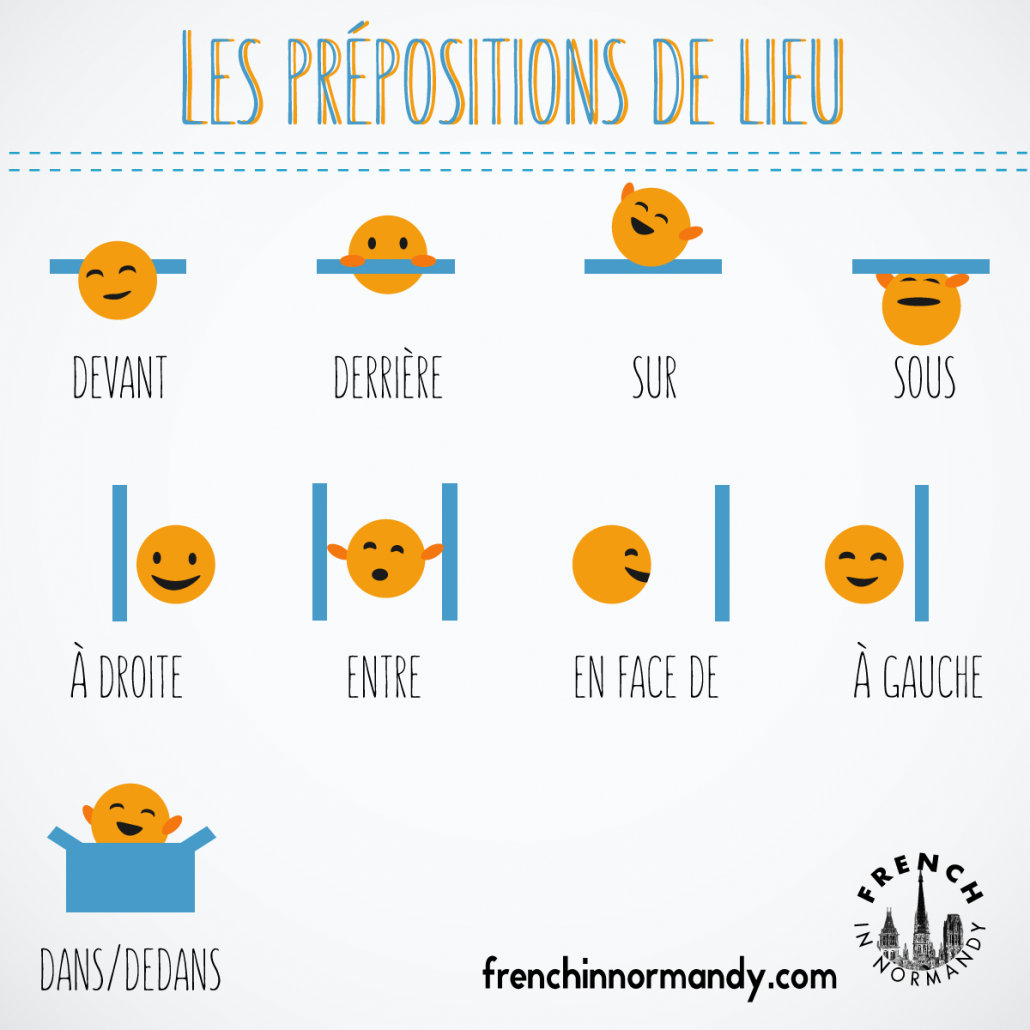 LES PRÉPOSITIONS DE LIEU
DEVANT
DERRIÈRE
SUR
SOUS
À DROITE
ENTRE
EN FACE DE
À GAUCHE
DANS/DEDANS
frenchinnormandy.com
FRENCH
IN NORMANDY